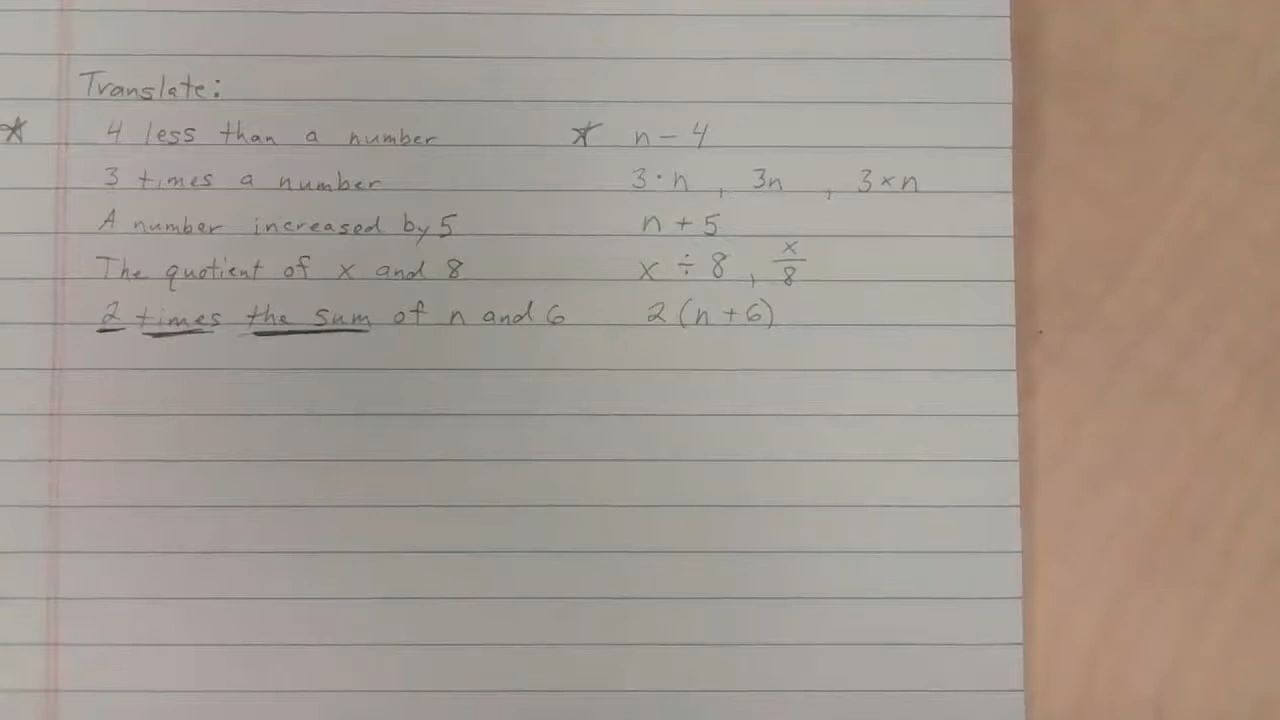 Translate:
* 4 less than a number * n - 4
3 times a number 3·n , 3n , 3×n
A number increased by 5 n + 5
The quotient of x and 8 x ÷ 8 , x/8
2 times the sum of n and 6 2(n+6)